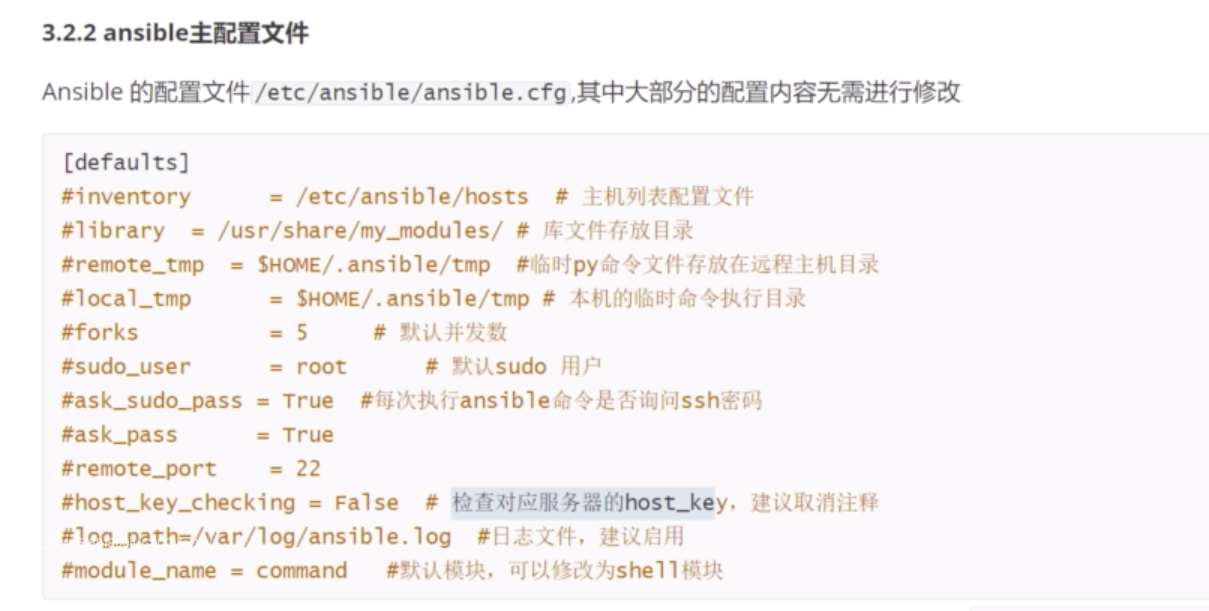 3.2.2 ansible主配置文件
Ansible 的配置文件 /etc/ansible/ansible.cfg ,其中大部分的配置内容无需进行修改
[defaults]
#inventory      = /etc/ansible/hosts  # 主机列表配置文件
#library  = /usr/share/my_modules/ # 库文件存放目录
#remote_tmp  = $HOME/.ansible/tmp  #临时py命令文件存放在远程主机目录
#local_tmp      = $HOME/.ansible/tmp # 本机的临时命令执行目录
#forks          = 5     # 默认并发数
#sudo_user      = root      # 默认sudo 用户
#ask_sudo_pass = True  #每次执行ansible命令是否询问ssh密码
#ask_pass      = True
#remote_port    = 22
#host_key_checking = False  # 检查对应服务器的host_key，建议取消注释
#log_path=/var/log/ansible.log  #日志文件，建议启用
#module_name = command   #默认模块，可以修改为shell模块